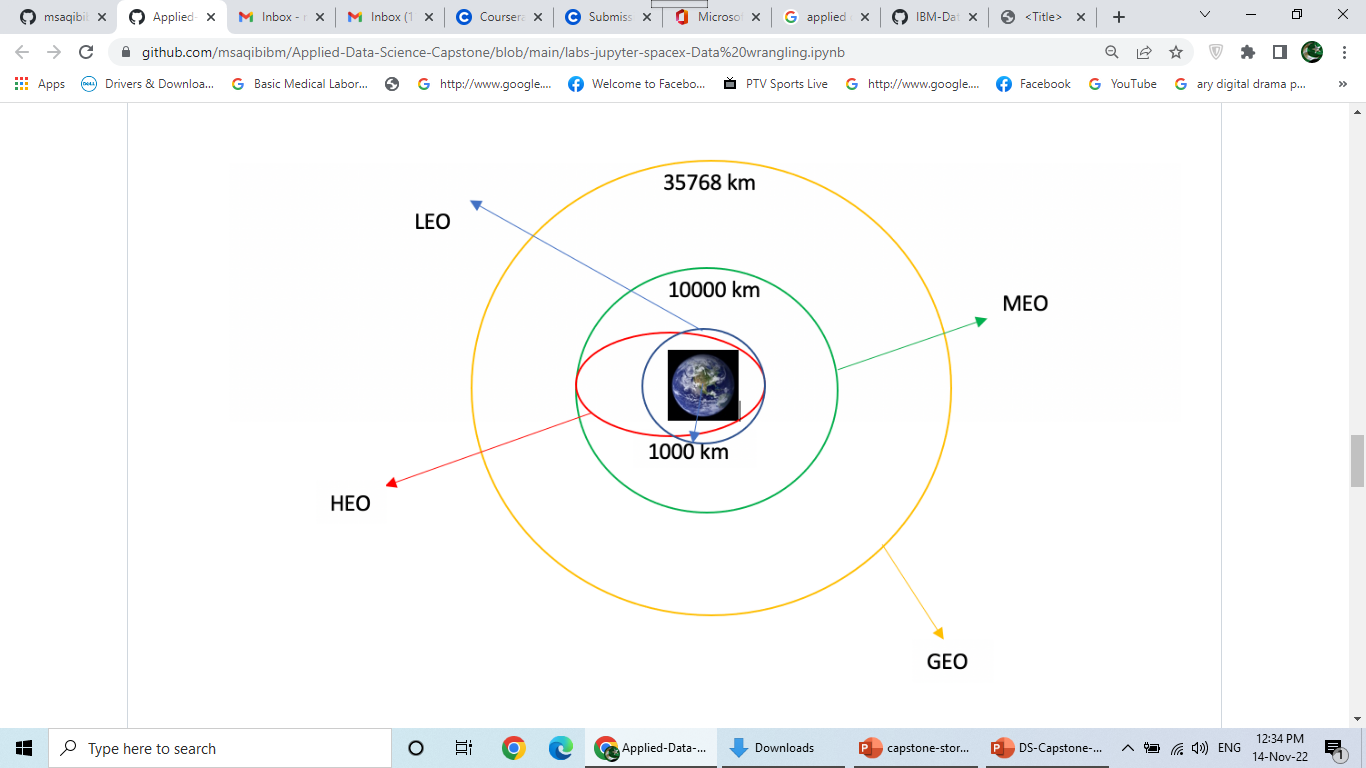 msaqibil
Applied-
Inbox - r
Inbox (1
Coursera
Submiss
Microsof
applied
IBM-Dat
<Title>
github.com/msaqibibm/Applied-Data-Science-Capstone/blob/main/labs-jupyter-spacex-Data%20wrangling.ipynb
Apps
Drivers & Downloa...
Basic Medical Labor...
http://www.google....
Welcome to Facebo...
PTV Sports Live
http://www.google....
Facebook
YouTube
ary digital drama p...
»
35768 km
LEO
10000 km
MEO
1000 km
HEO
GEO
Type here to search
Applied-Data-...
Downloads
capstone-stor...
DS-Capstone-...
ENG
12:34 PM
14-Nov-22
1